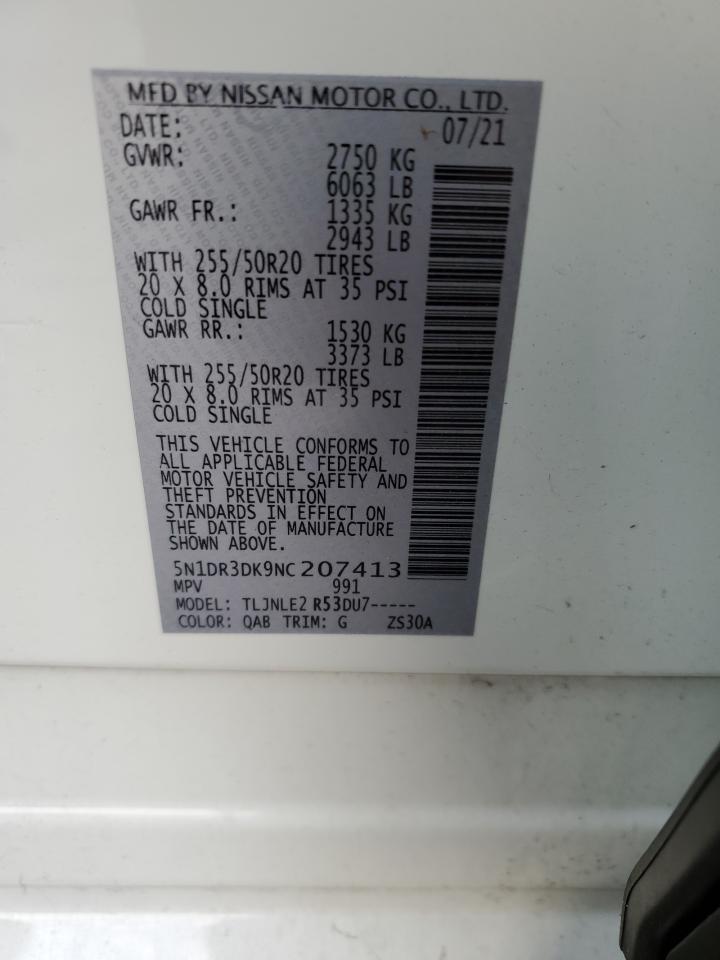 MFD BY NISSAN MOTOR CO., LTD.
DATE: 07/21
GVWR: 2750 KG
6063 LB
GAWR FR.: 1335 KG
2943 LB
WITH 255/50R20 TIRES
20 X 8.0 RIMS AT 35 PSI
COLD SINGLE
GAWR RR.: 1530 KG
3373 LB
WITH 255/50R20 TIRES
20 X 8.0 RIMS AT 35 PSI
COLD SINGLE
THIS VEHICLE CONFORMS TO
ALL APPLICABLE FEDERAL
MOTOR VEHICLE SAFETY AND
THEFT PREVENTION
STANDARDS IN EFFECT ON
THE DATE OF MANUFACTURE
SHOWN ABOVE.
5N1DR3DK9NC207413
MPV 991
MODEL: TLJNLE2 R53DU7-----
COLOR: QAB TRIM: G ZS30A